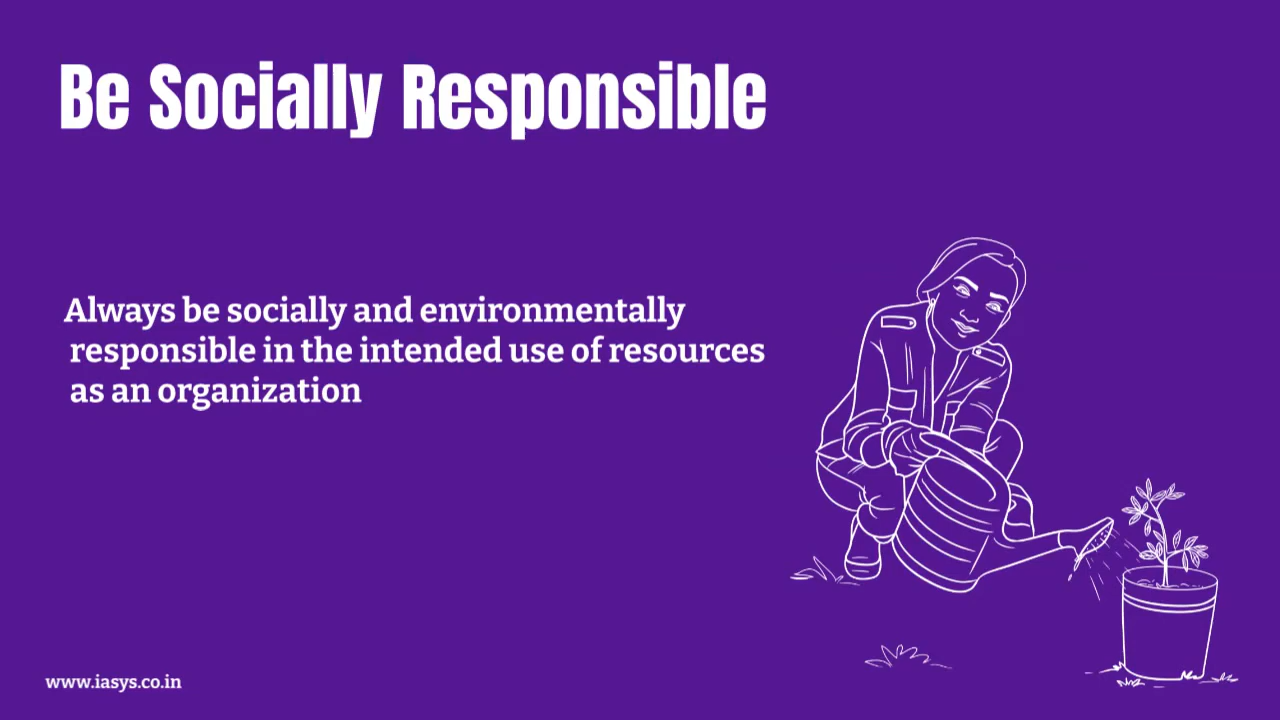 Be Socially Responsible
Always be socially and environmentally
responsible in the intended use of resources
as an organization
www.iasys.co.in